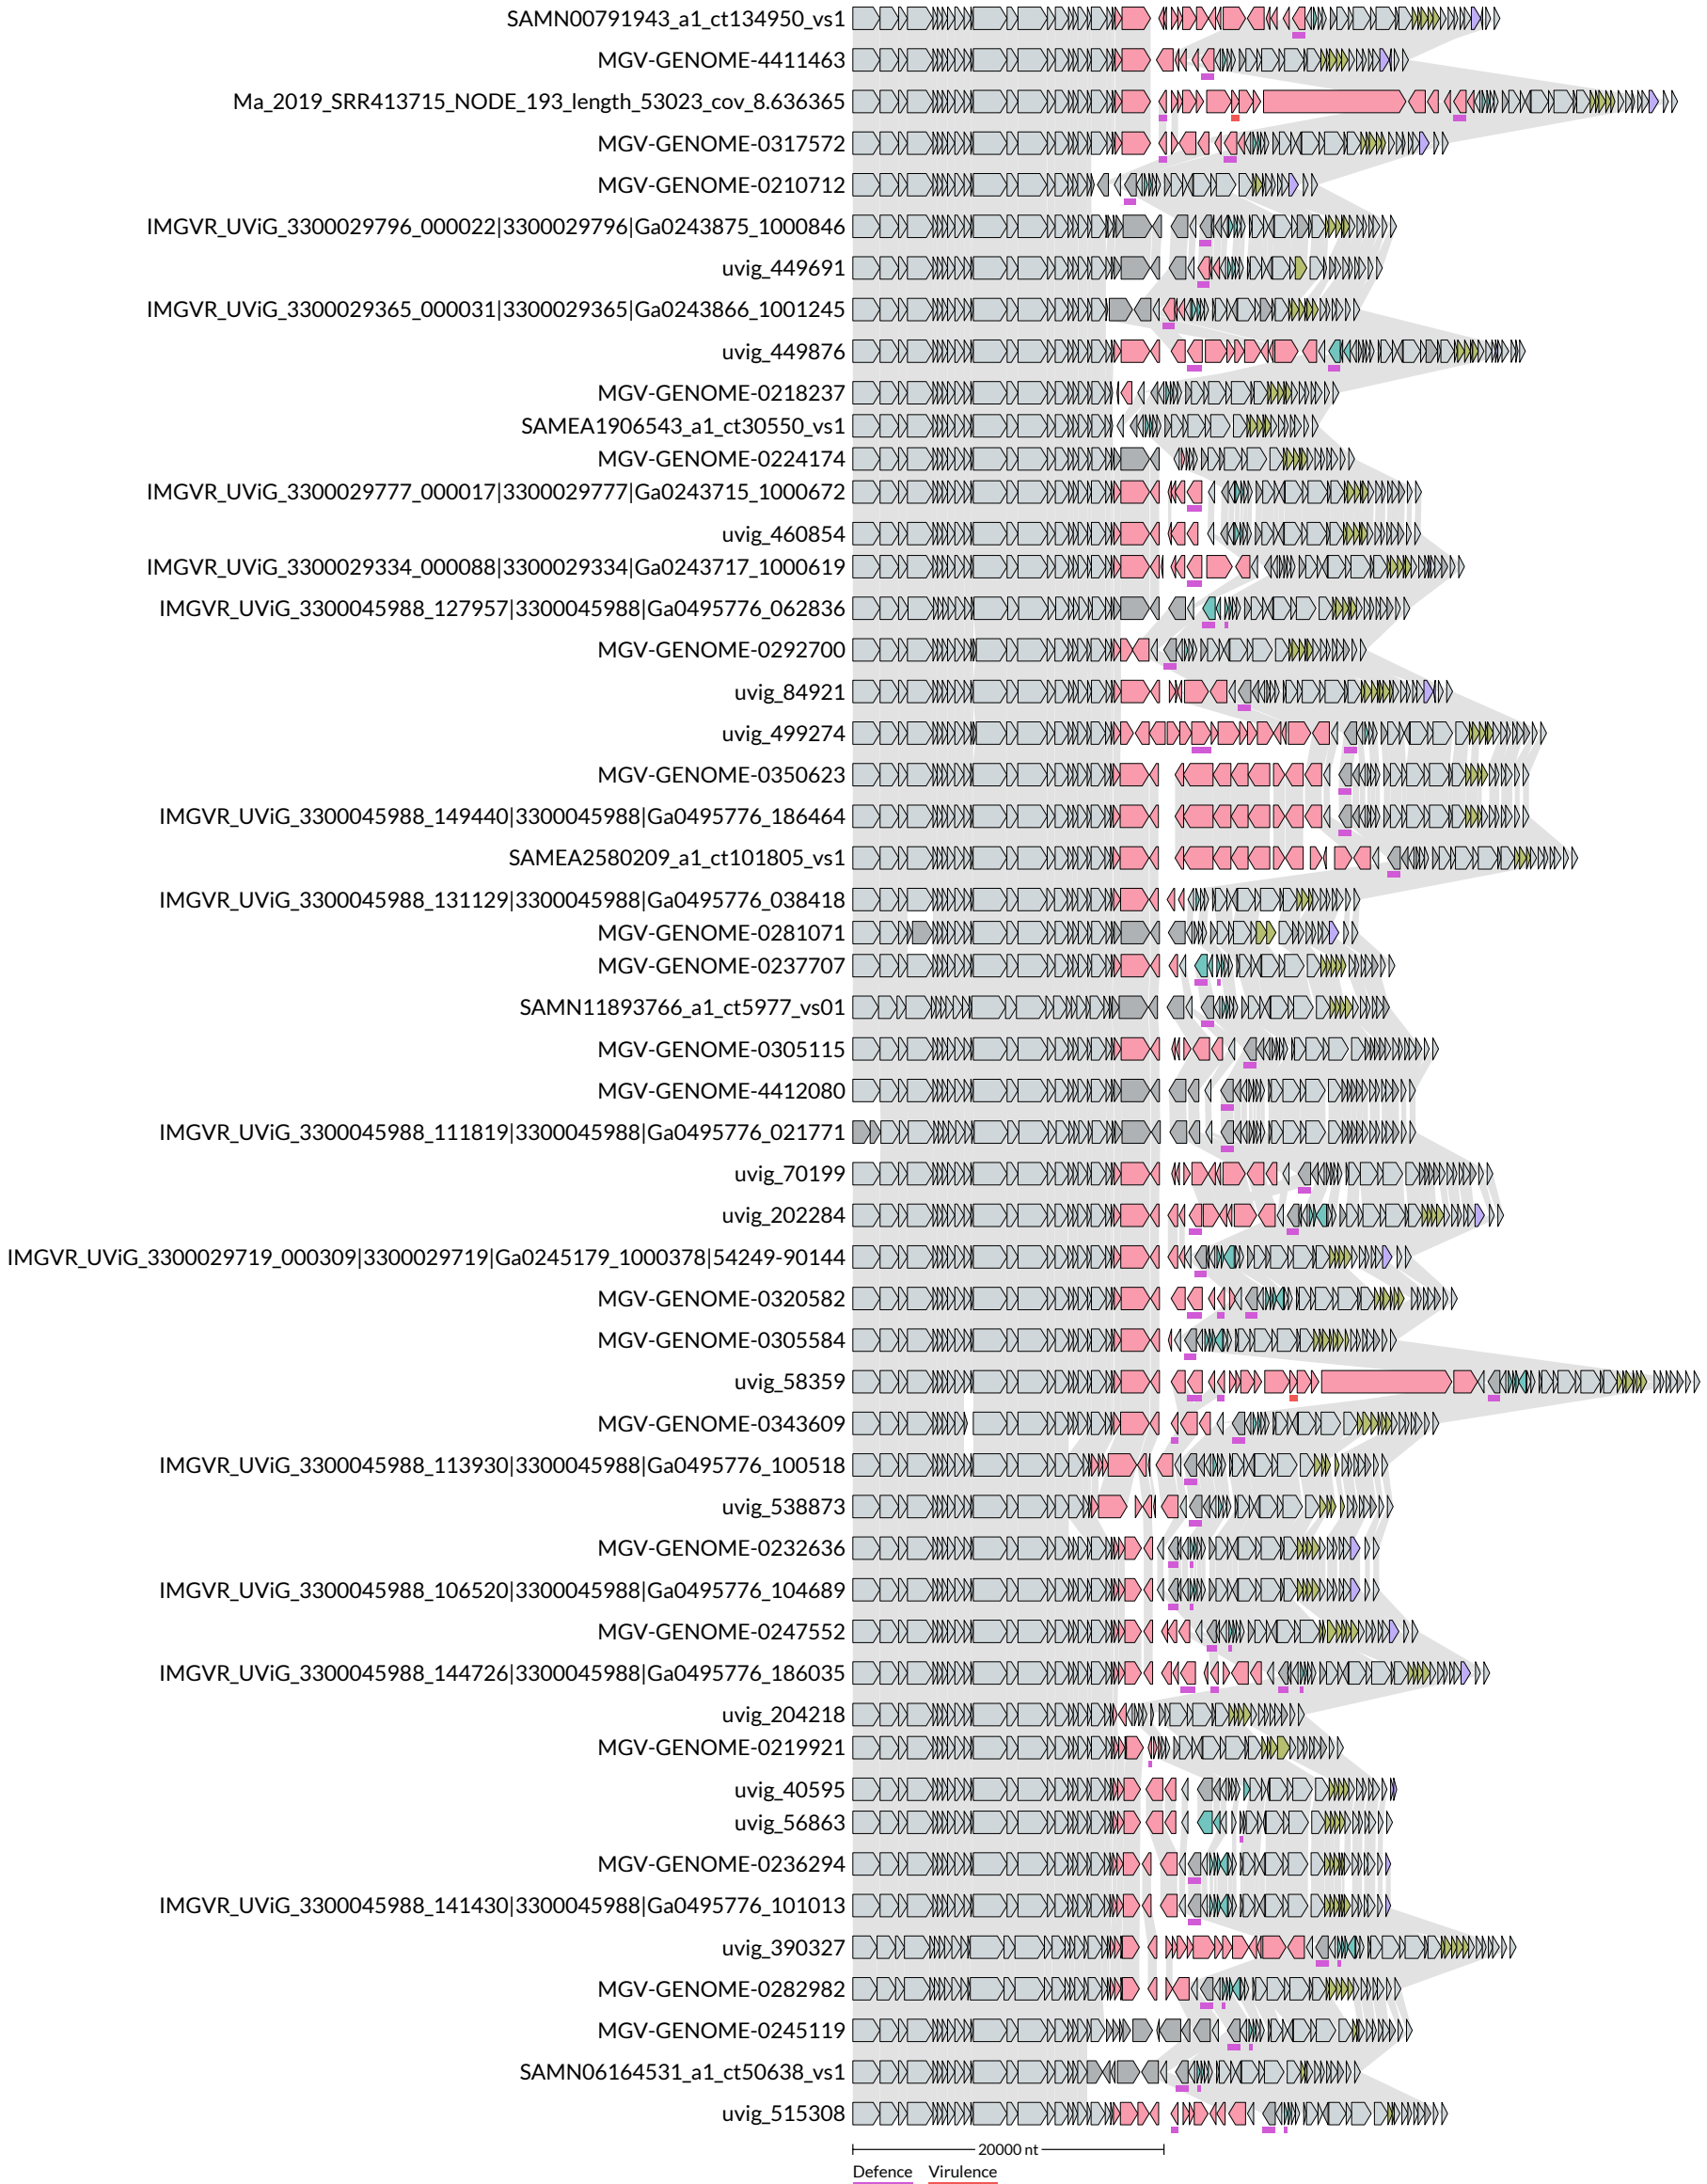 SAMN00791943_a1_ct134950_vs1
MGV-GENOME-4411463
Ma_2019_SRR413715_NODE_193_length_53023_cov_8.636365
MGV-GENOME-0317572
MGV-GENOME-0210712
IMGVR_UViG_3300029796_000022|3300029796|Ga0243875_1000846
uvig_449691
IMGVR_UViG_3300029365_000031|3300029365|Ga0243866_1001245
uvig_449876
MGV-GENOME-0218237
SAMEA1906543_a1_ct30550_vs1
MGV-GENOME-0224174
IMGVR_UViG_3300029777_000017|3300029777|Ga0243715_1000672
uvig_460854
IMGVR_UViG_3300029334_000088|3300029334|Ga0243717_1000619
IMGVR_UViG_3300045988_127957|3300045988|Ga0495776_062836
MGV-GENOME-0292700
uvig_84921
uvig_499274
MGV-GENOME-0350623
IMGVR_UViG_3300045988_149440|3300045988|Ga0495776_186464
SAMEA2580209_a1_ct101805_vs1
IMGVR_UViG_3300045988_131129|3300045988|Ga0495776_038418
MGV-GENOME-0281071
MGV-GENOME-0237707
SAMN11893766_a1_ct5977_vs01
MGV-GENOME-0305115
MGV-GENOME-4412080
IMGVR_UViG_3300045988_111819|3300045988|Ga0495776_021771
uvig_70199
uvig_202284
IMGVR_UViG_3300029719_000309|3300029719|Ga0245179_1000378|54249-90144
MGV-GENOME-0320582
MGV-GENOME-0305584
uvig_58359
MGV-GENOME-0343609
IMGVR_UViG_3300045988_113930|3300045988|Ga0495776_100518
uvig_538873
MGV-GENOME-0232636
IMGVR_UViG_3300045988_106520|3300045988|Ga0495776_104689
MGV-GENOME-0247552
IMGVR_UViG_3300045988_144726|3300045988|Ga0495776_186035
uvig_204218
MGV-GENOME-0219921
uvig_40595
uvig_56863
MGV-GENOME-0236294
IMGVR_UViG_3300045988_141430|3300045988|Ga0495776_101013
uvig_390327
MGV-GENOME-0282982
MGV-GENOME-0245119
SAMN06164531_a1_ct50638_vs1
uvig_515308
20000 nt
Defence Virulence